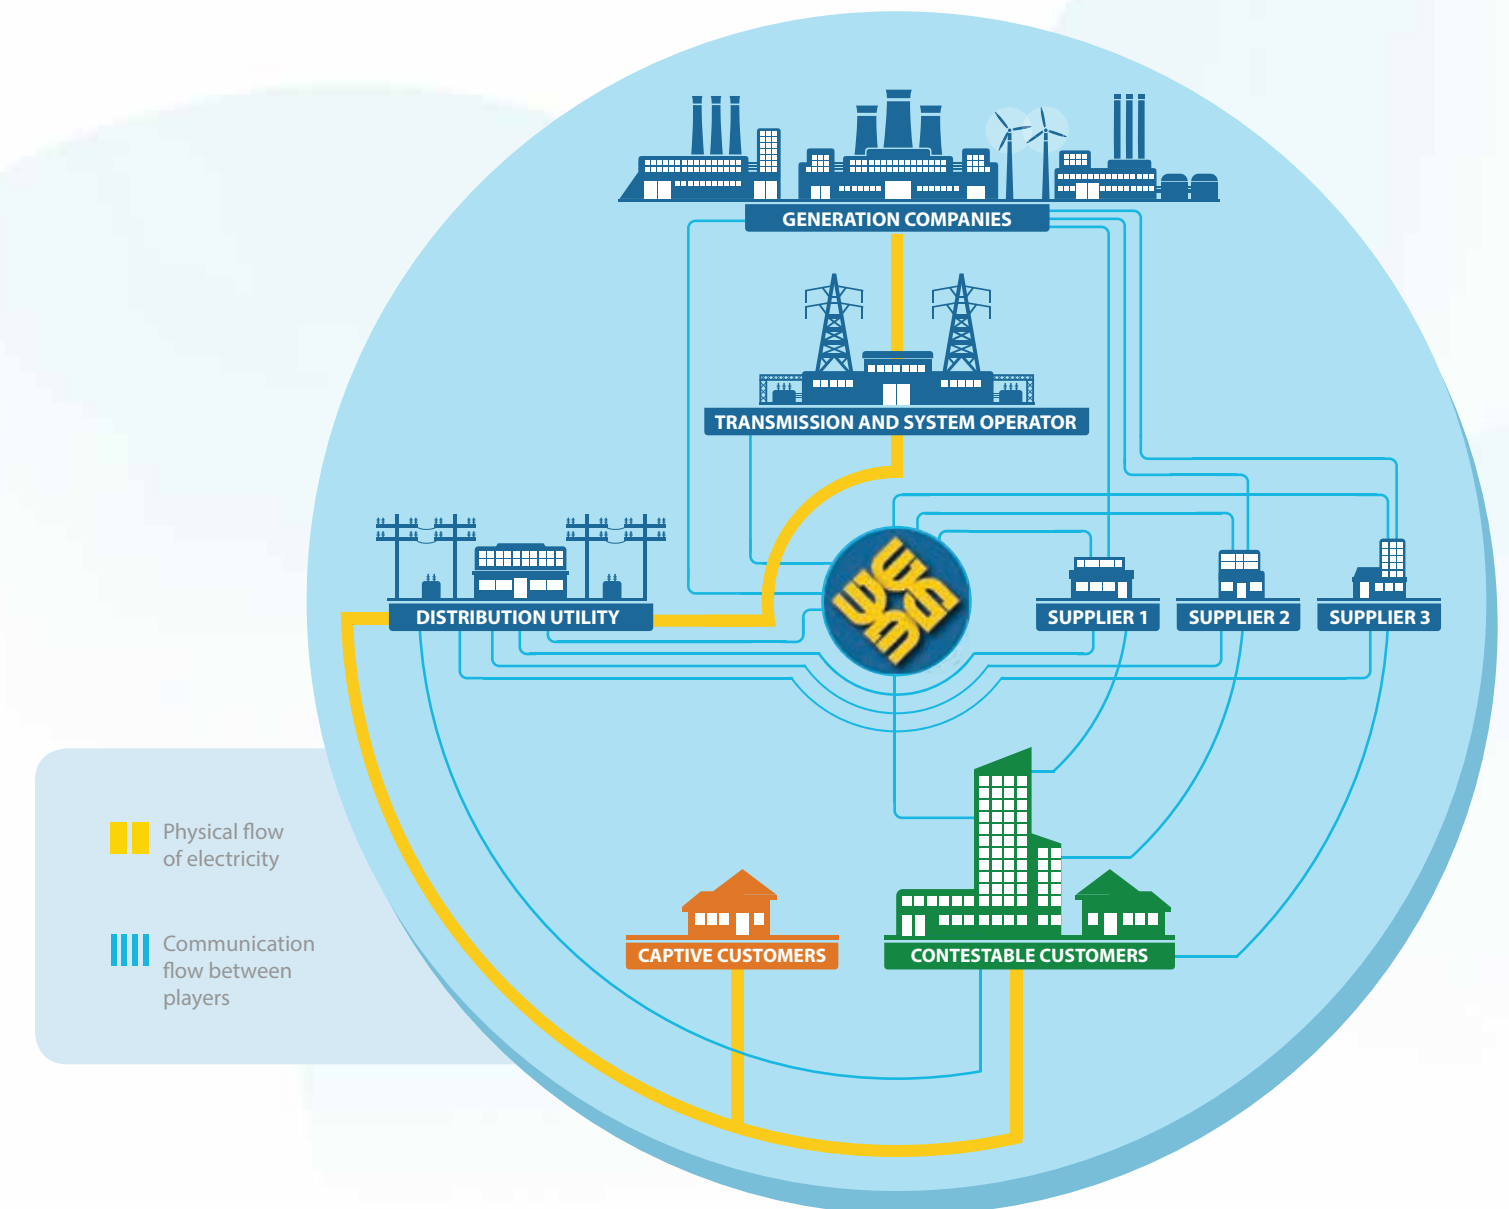 GENERATION COMPANIES
TRANSMISSION AND SYSTEM OPERATOR
DISTRIBUTION UTILITY
SUPPLIER 1
SUPPLIER 2
SUPPLIER 3
Physical flow
of electricity
Communication
flow between
players
CAPTIVE CUSTOMERS
CONTESTABLE CUSTOMERS